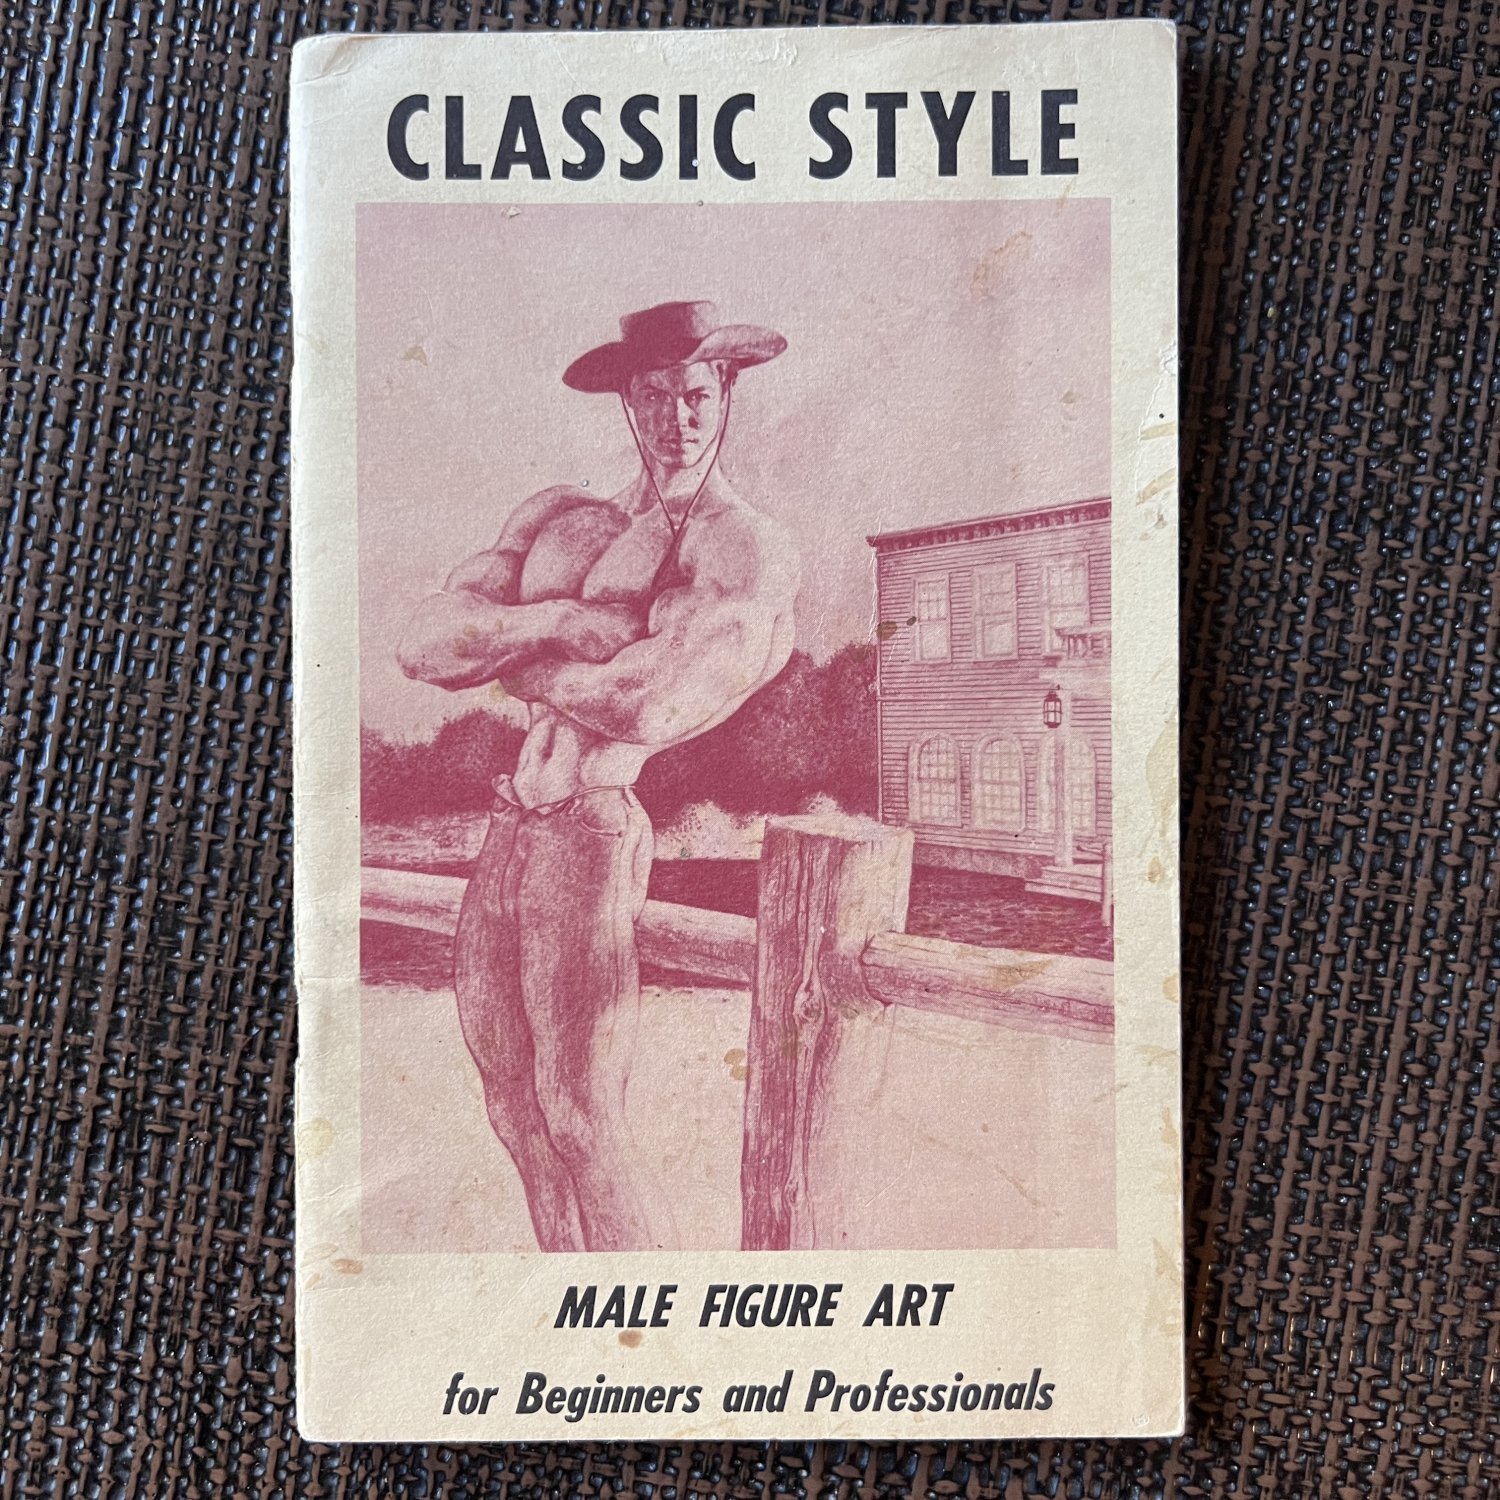 CLASSIC STYLE
MALE FIGURE ART
for Beginners and Professionals